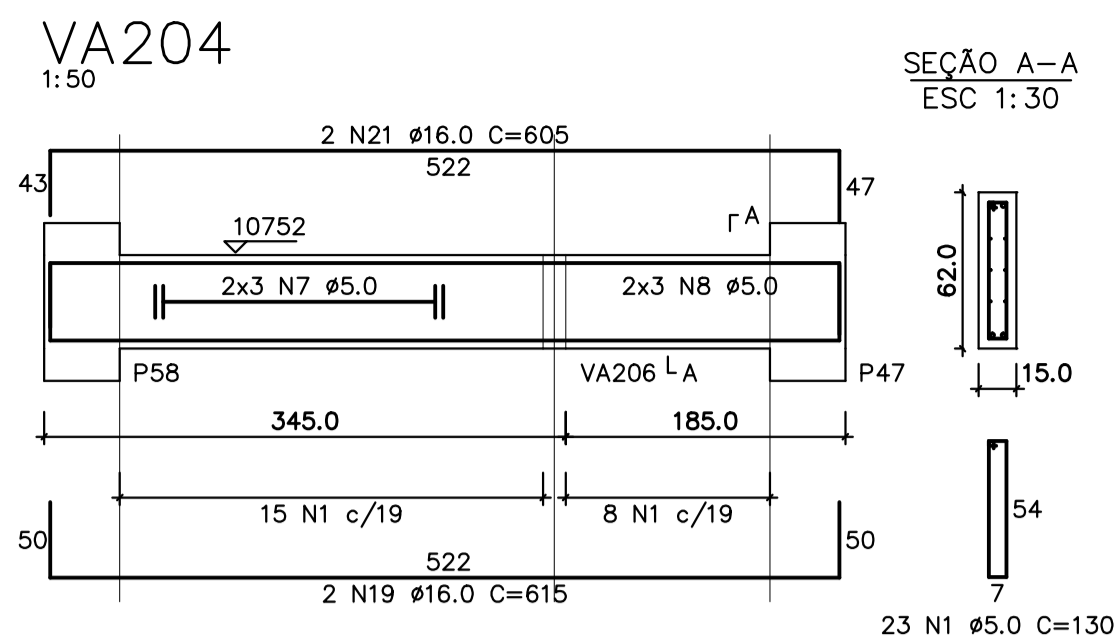 VA204
1:50
SEÇÃO A-A
ESC 1:30
2 N21 ø16.0 C=605
522
43
47
10752
A
2x3 N7 ø5.0
2x3 N8 ø5.0
62.0
P58
VA206
A
P47
15.0
345.0
185.0
15 N1 c/19
8 N1 c/19
54
50
522
50
2 N19 ø16.0 C=615
7
23 N1 ø5.0 C=130